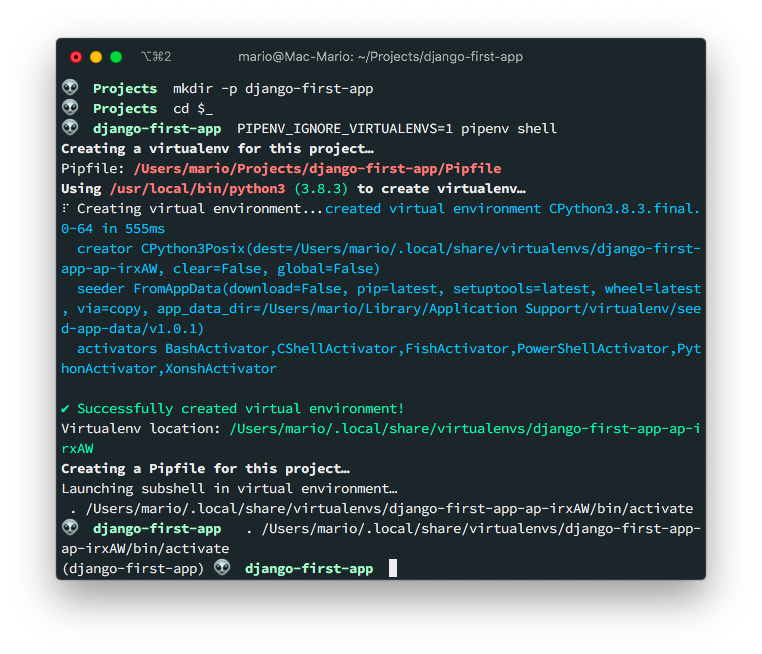 ⌥⌘2 mario@Mac-Mario: ~/Projects/django-first-app
👽 Projects mkdir -p django-first-app
👽 Projects cd $_
👽 django-first-app PIPENV_IGNORE_VIRTUALENVS=1 pipenv shell
Creating a virtualenv for this project…
Pipfile: /Users/mario/Projects/django-first-app/Pipfile
Using /usr/local/bin/python3 (3.8.3) to create virtualenv…
⠏ Creating virtual environment...created virtual environment CPython3.8.3.final.
0-64 in 555ms
  creator CPython3Posix(dest=/Users/mario/.local/share/virtualenvs/django-first-
app-ap-irxAW, clear=False, global=False)
  seeder FromAppData(download=False, pip=latest, setuptools=latest, wheel=latest
, via=copy, app_data_dir=/Users/mario/Library/Application Support/virtualenv/see
d-app-data/v1.0.1)
  activators BashActivator,CShellActivator,FishActivator,PowerShellActivator,Pyt
honActivator,XonshActivator
✔ Successfully created virtual environment!
Virtualenv location: /Users/mario/.local/share/virtualenvs/django-first-app-ap-i
rxAW
Creating a Pipfile for this project…
Launching subshell in virtual environment…
 . /Users/mario/.local/share/virtualenvs/django-first-app-ap-irxAW/bin/activate
👽 django-first-app  . /Users/mario/.local/share/virtualenvs/django-first-app-
ap-irxAW/bin/activate
(django-first-app) 👽 django-first-app